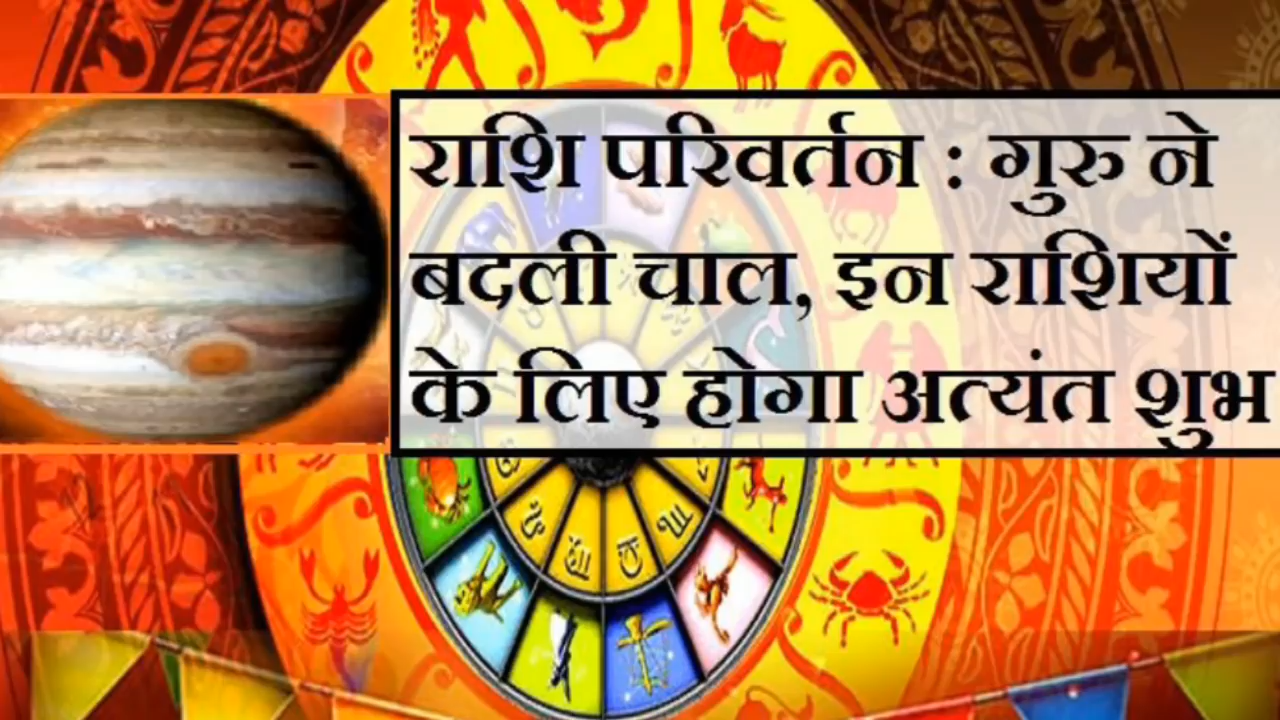 राशि परिवर्तन : गुरु ने
बदली चाल, इन राशियों
के लिए होगा अत्यंत शुभ